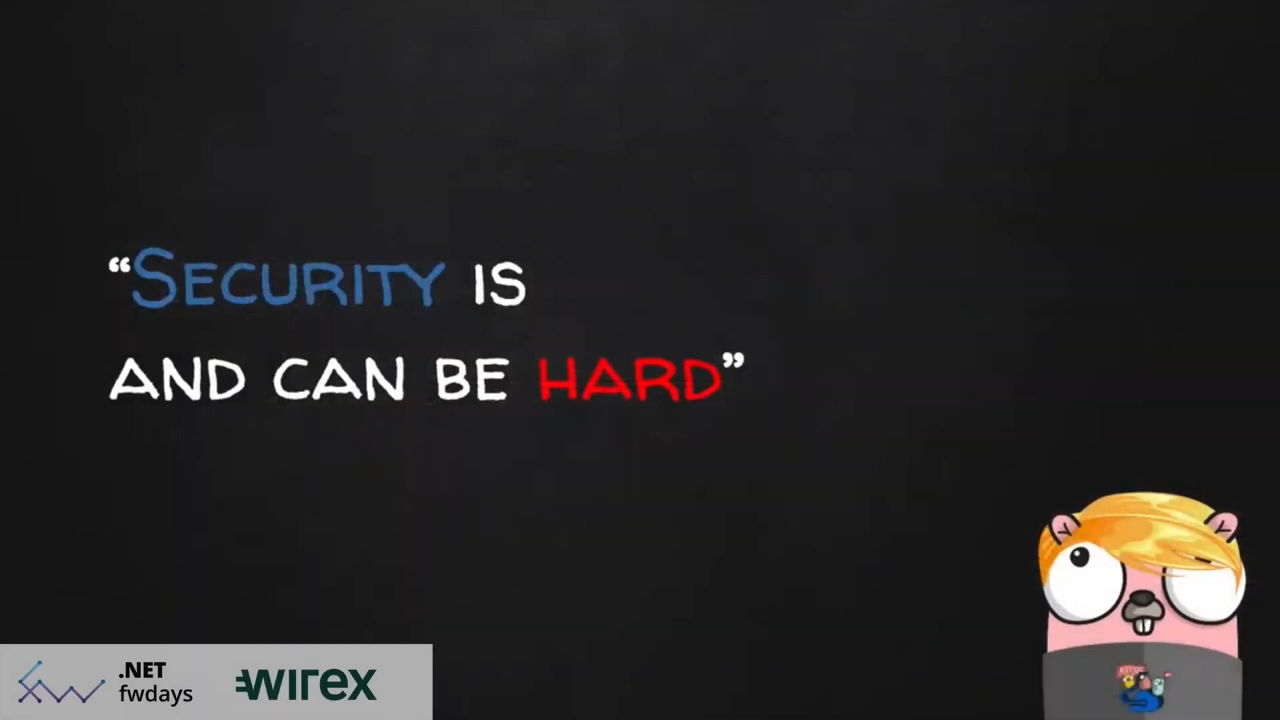 “Security is
and can be hard”
.NET
fwdays
wirex